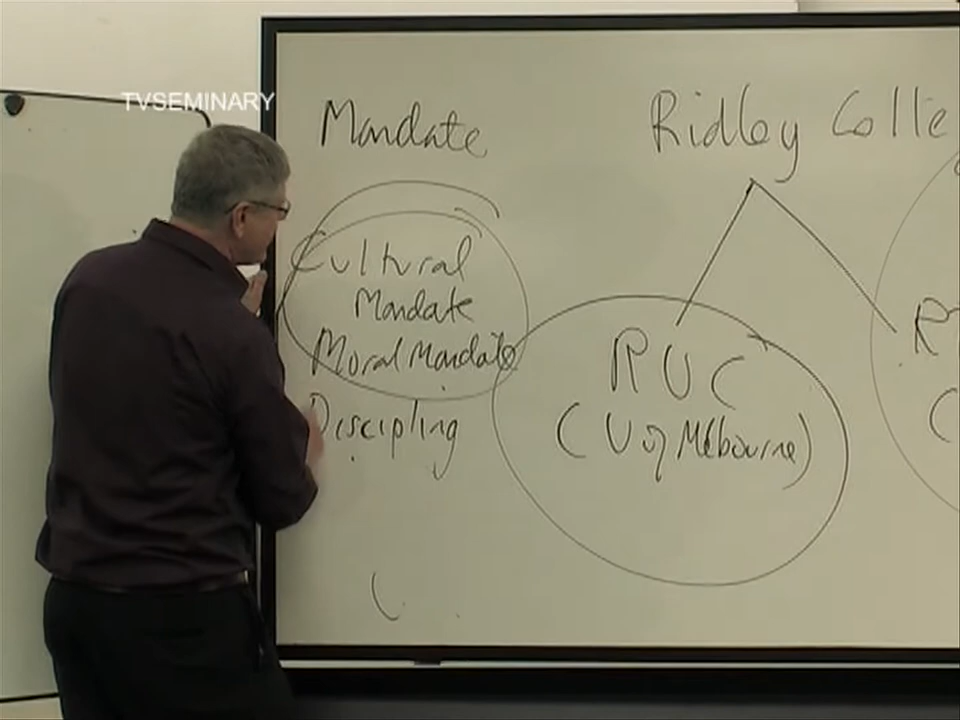 TVSEMINARY
Mandate
Ridley Colle
Cultural
Mandate
Moral Mandate
Discipling
RUC
(U of Melbourne)
R
(